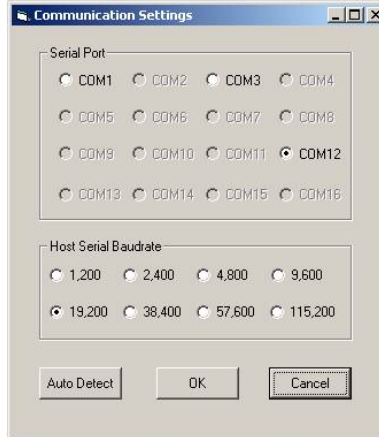 Communication Settings
Serial Port
COM1 COM2 COM3 COM4
COM5 COM6 COM7 COM8
COM9 COM10 COM11 COM12
COM13 COM14 COM15 COM16
Host Serial Baudrate
1,200 2,400 4,800 9,600
19,200 38,400 57,600 115,200
Auto Detect OK Cancel